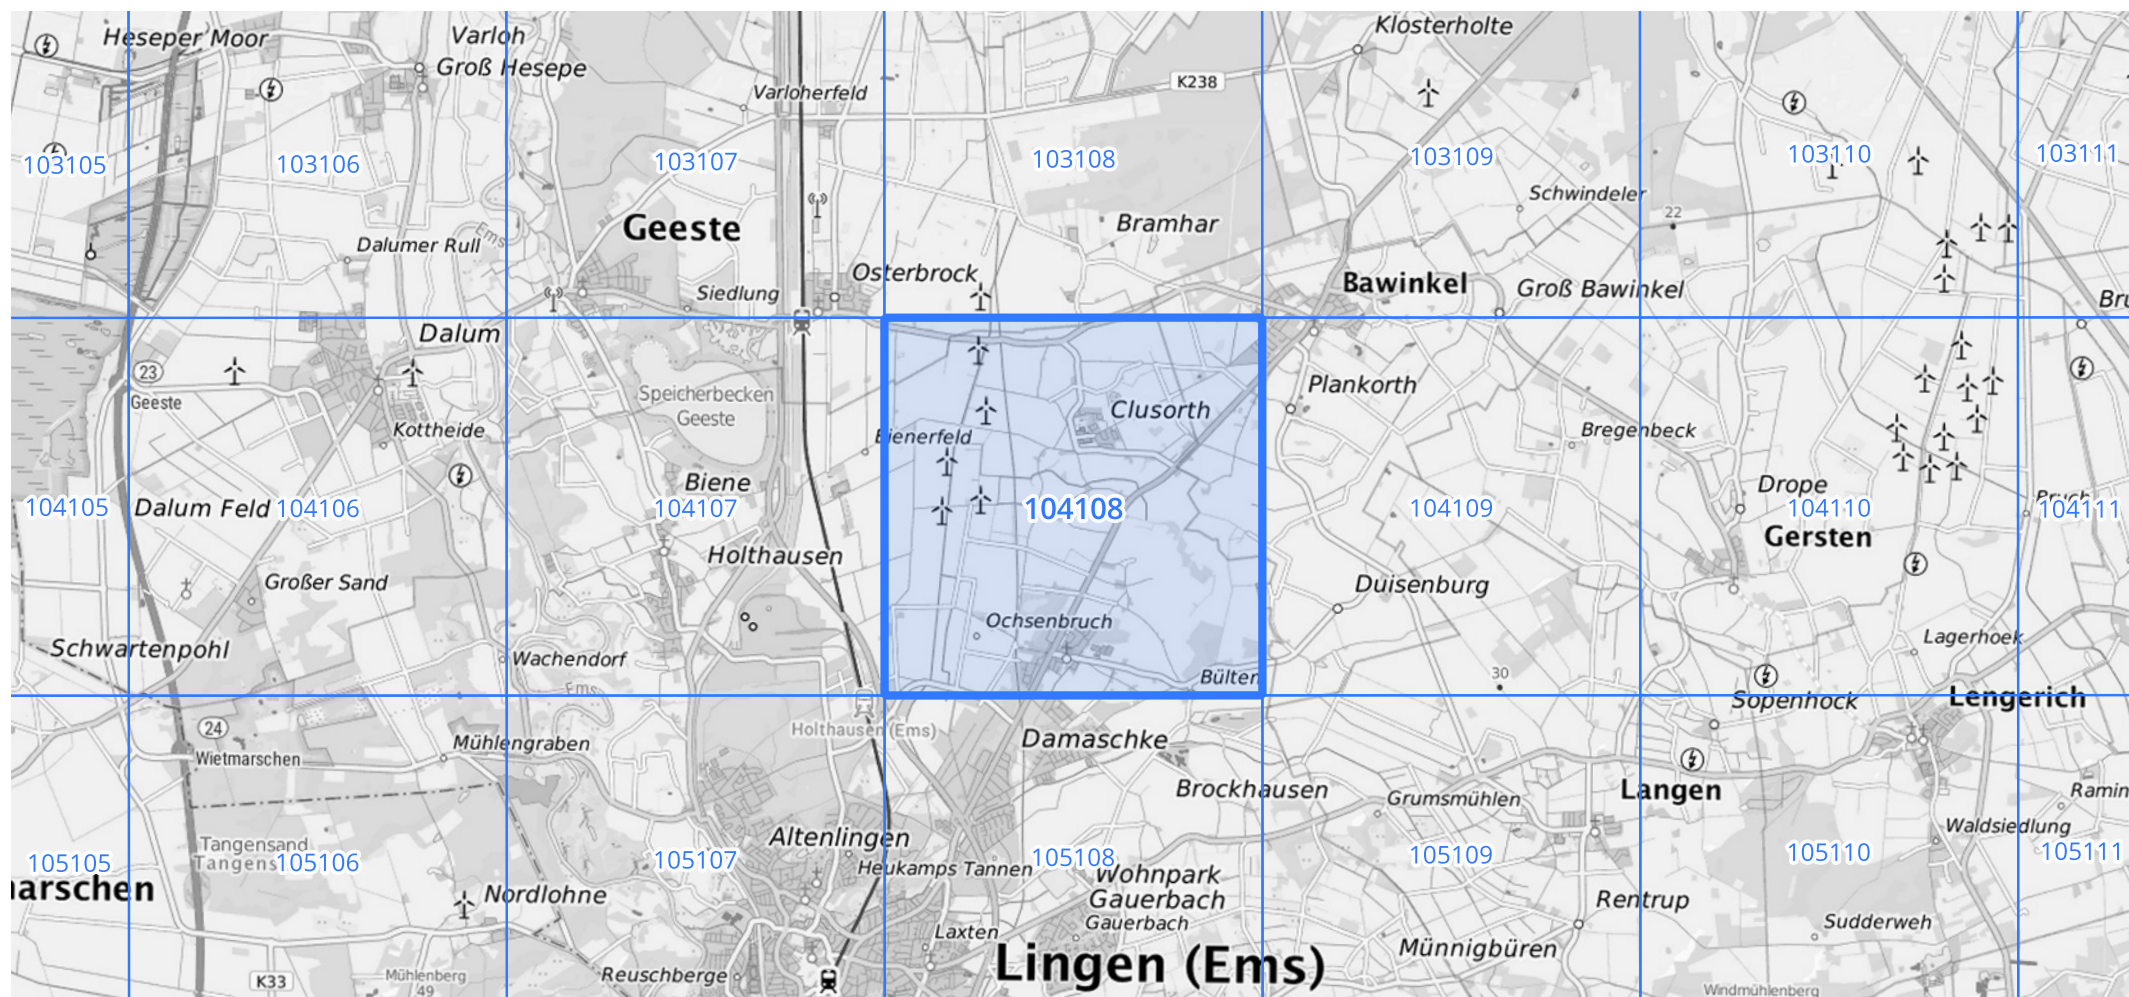 Heseper Moor
Varloh
Groß Hesepe
Varloherfeld
K238
Klosterholte
103105
103106
103107
103108
103109
103110
103111
Schwindeler
22
Geeste
Bramhar
Ems
Dalumer Rull
Osterbrock
Siedlung
Bawinkel
Groß Bawinkel
Bru
Dalum
23
Geeste
Speicherbecken
Geeste
Plankorth
Clusorth
Kottheide
Bienerfeld
Bregenbeck
Biene
Drope
104105
Dalum Feld
104106
104107
104108
104109
104110
104111
Gersten
Holthausen
Großer Sand
Duisenburg
Ochsenbruch
Lagerhoek
Schwartenpohl
Wachendorf
Bülten
30
Ems
Sopenhock
Lengerich
24
Holthausen (Ems)
Damaschke
Mühlengraben
Wietmarschen
Brockhausen
Grumsmühlen
Langen
Ramin
Tangensand
Tangens
Altenlingen
Waldsiedlung
105105
105106
105107
105108
105109
105110
105111
Heukamps Tannen
Wohnpark
Gauerbach
Gauerbach
arschen
Nordlohne
Rentrup
Laxten
Sudderweh
Lingen (Ems)
Münnigbüren
K33
Mühlenberg
49
Reuschberge
Windmühlenberg